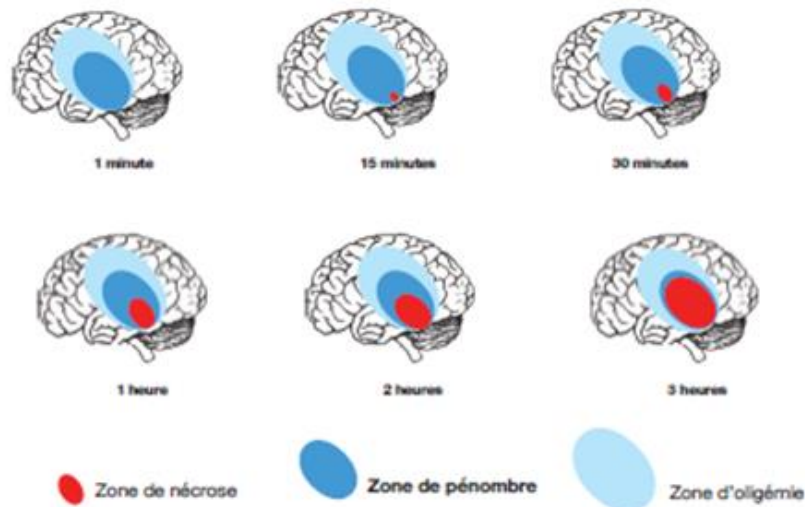 1 minute
15 minutes
30 minutes
1 heure
2 heures
3 heures
Zone de nécrose
Zone de pénombre
Zone d'oligémie